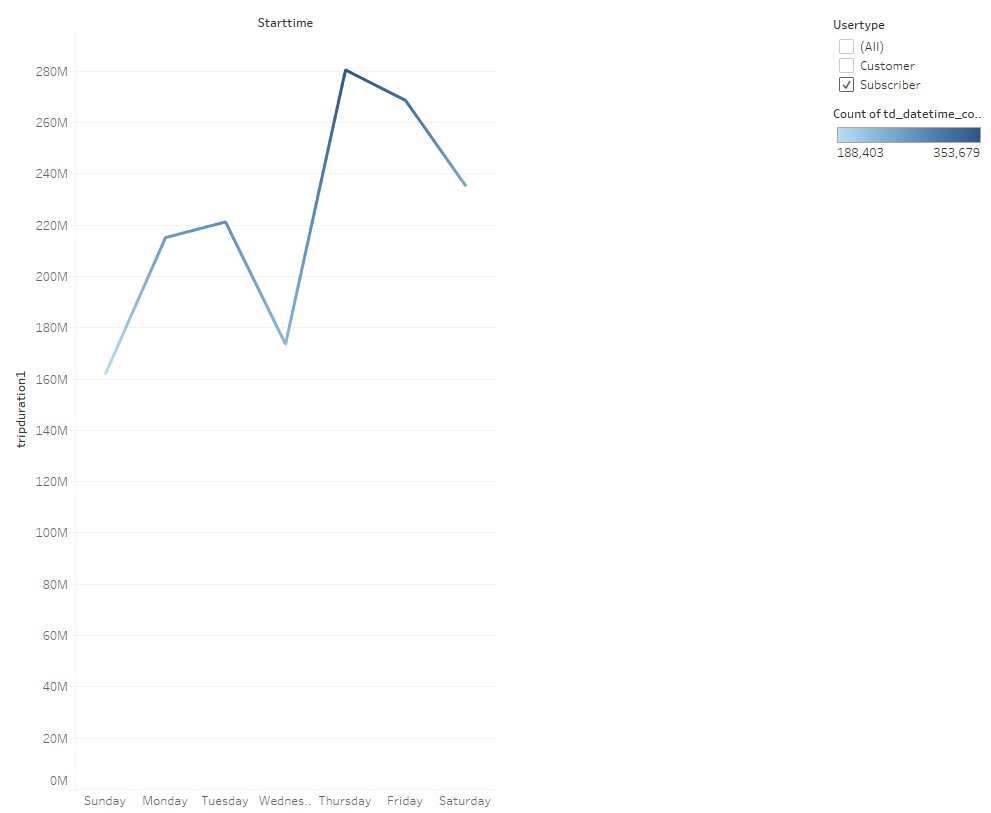 Starttime
280M
260M
240M
220M
200M
180M
160M
140M
120M
100M
80M
60M
40M
20M
0M
tripduration1
Sunday Monday Tuesday Wednes.. Thursday Friday Saturday
Usertype
(All)
Customer
Subscriber
Count of td_datetime_co..
188,403 353,679